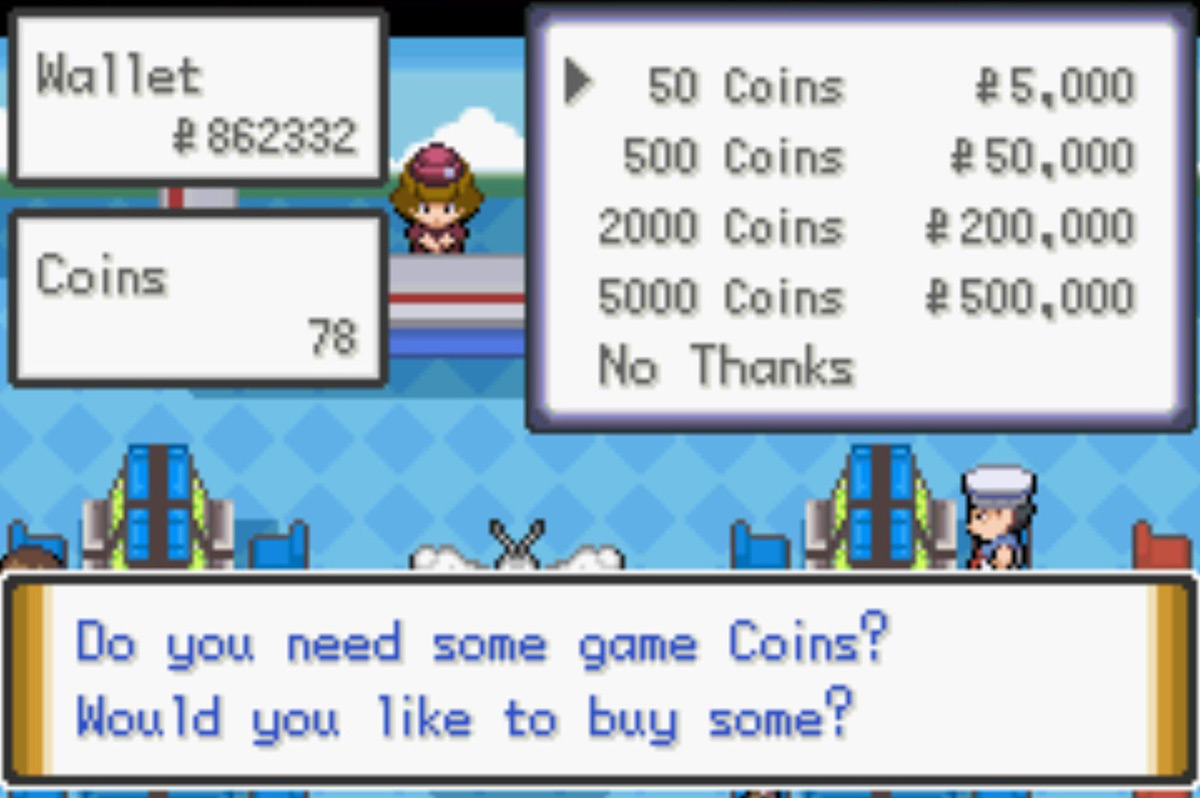 Wallet
₽862332
Coins
78
50 Coins ₽5,000
500 Coins ₽50,000
2000 Coins ₽200,000
5000 Coins ₽500,000
No Thanks
Do you need some game Coins?
Would you like to buy some?